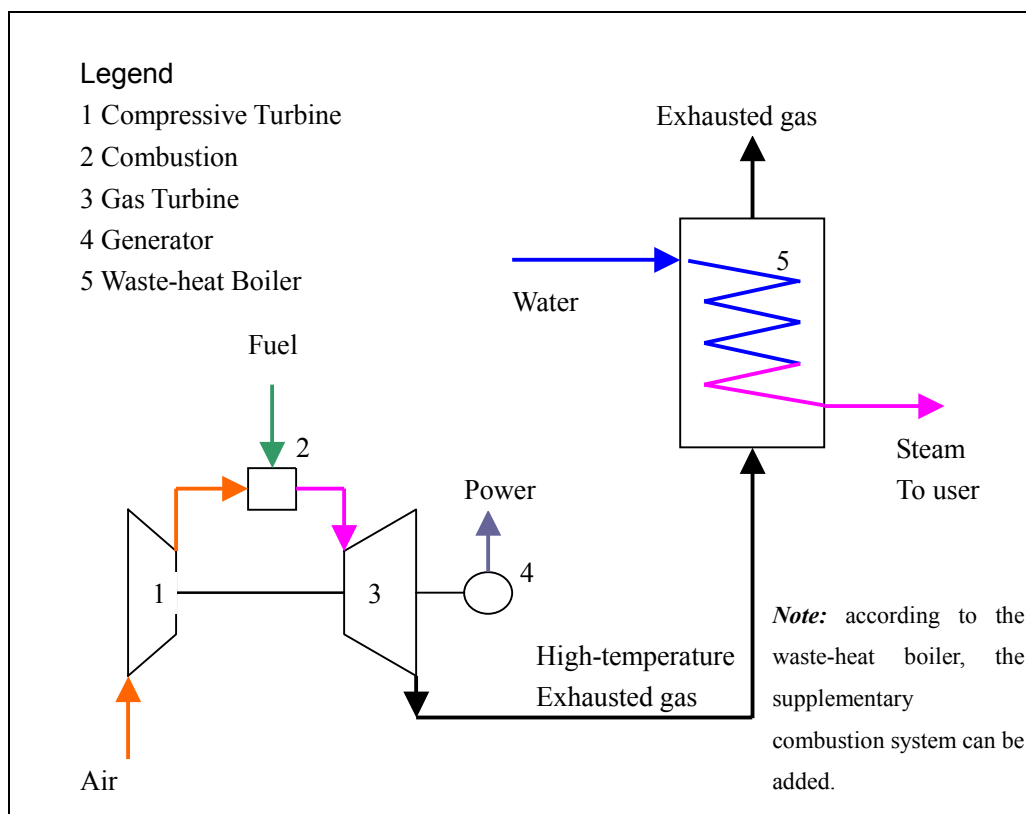 Legend
1 Compressive Turbine
2 Combustion
3 Gas Turbine
4 Generator
5 Waste-heat Boiler
Exhausted gas
5
Water
Fuel
2
Steam
To user
Power
1
3
4
High-temperature
Exhausted gas
Note: according to the
waste-heat boiler, the
supplementary
combustion system can be
added.
Air